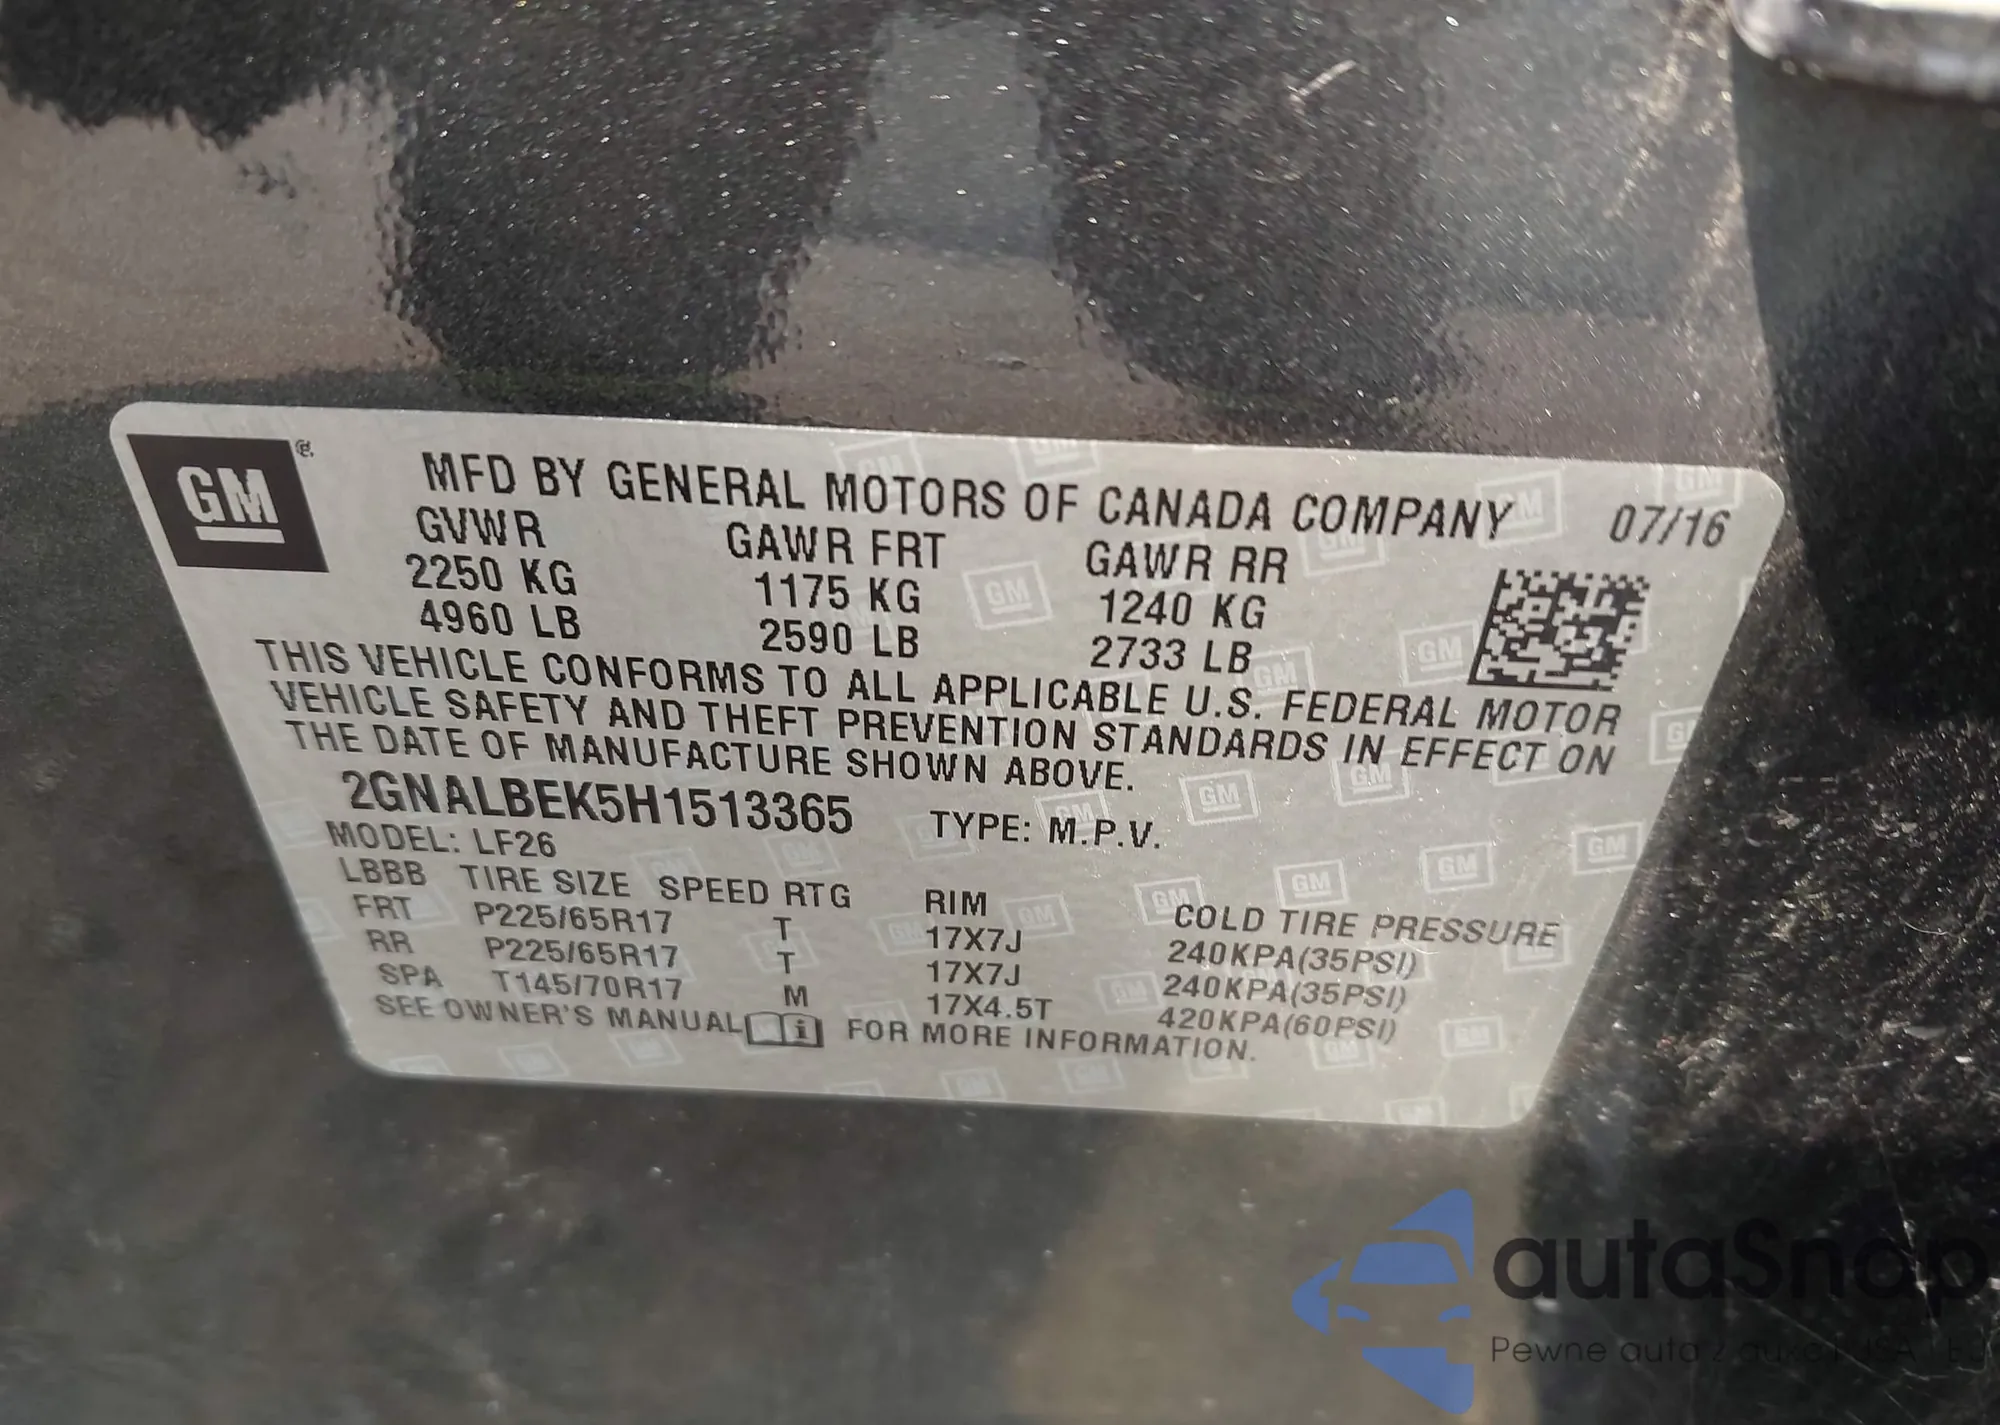 GM®
MFD BY GENERAL MOTORS OF CANADA COMPANY 07/16
GVWR GAWR FRT GAWR RR
2250 KG 1175 KG 1240 KG
4960 LB 2590 LB 2733 LB
THIS VEHICLE CONFORMS TO ALL APPLICABLE U.S. FEDERAL MOTOR
VEHICLE SAFETY AND THEFT PREVENTION STANDARDS IN EFFECT ON
THE DATE OF MANUFACTURE SHOWN ABOVE.
2GNALBEK5H1513365 TYPE: M.P.V.
MODEL: LF26
LBBB TIRE SIZE SPEED RTG RIM COLD TIRE PRESSURE
FRT P225/65R17 T 17X7J 240KPA(35PSI)
RR P225/65R17 T 17X7J 240KPA(35PSI)
SPA T145/70R17 M 17X4.5T 420KPA(60PSI)
SEE OWNER'S MANUAL i FOR MORE INFORMATION.
autaSnap
Pewne auta z aukcji USA